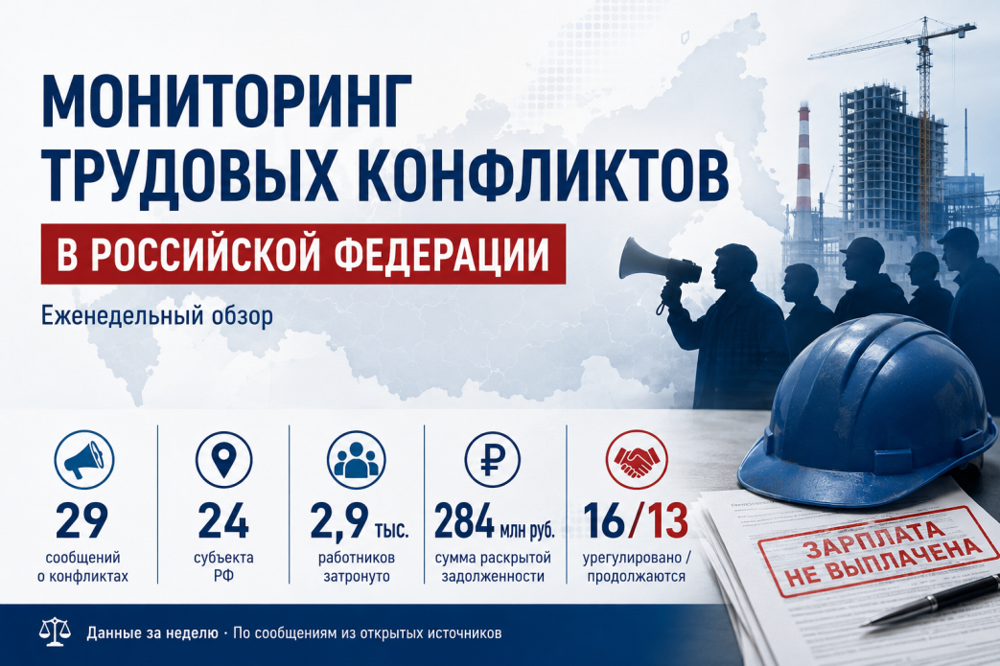 МОНИТОРИНГ
ТРУДОВЫХ КОНФЛИКТОВ
В РОССИЙСКОЙ ФЕДЕРАЦИИ
Еженедельный обзор
29
сообщений
о конфликтах
24
субъекта
РФ
2,9 тыс.
работников
затронуто
₽
284 млн руб.
сумма раскрытой
задолженности
16/13
урегулировано /
продолжаются
ЗАРПЛАТА
НЕ ВЫПЛАЧЕНА
Данные за неделю · По сообщениям из открытых источников